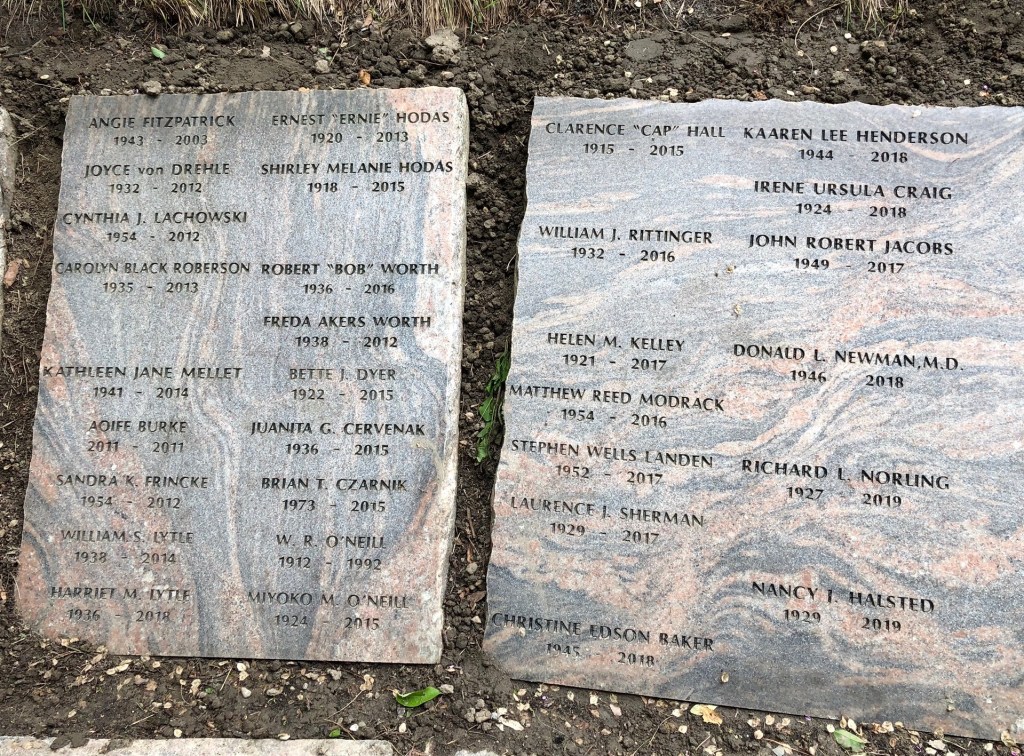 ANGIE FITZPATRICK
1943 - 2003
JOYCE von DREHLE
1932 - 2012
CYNTHIA J. LACHOWSKI
1954 - 2012
CAROLYN BLACK ROBERSON
1935 - 2013
KATHLEEN JANE MELLET
1941 - 2014
AOIFE BURKE
2011 - 2011
SANDRA K. FRINCKE
1954 - 2012
WILLIAM S. LYTLE
1938 - 2014
HARRIET M. LYTLE
1936 - 2018
ERNEST "ERNIE" HODAS
1920 - 2013
SHIRLEY MELANIE HODAS
1918 - 2015
ROBERT "BOB" WORTH
1936 - 2016
FREDA AKERS WORTH
1938 - 2012
BETTE J. DYER
1922 - 2015
JUANITA G. CERVENAK
1936 - 2015
BRIAN T. CZARNIK
1973 - 2015
W. R. O'NEILL
1912 - 1992
MIYOKO M. O'NEILL
1924 - 2015
CLARENCE "CAP" HALL
1915 - 2015
WILLIAM J. RITTINGER
1932 - 2016
HELEN M. KELLEY
1921 - 2017
MATTHEW REED MODRACK
1954 - 2016
STEPHEN WELLS LANDEN
1952 - 2017
LAURENCE J. SHERMAN
1929 - 2017
CHRISTINE EDSON BAKER
1945 - 2018
KAAREN LEE HENDERSON
1944 - 2018
IRENE URSULA CRAIG
1924 - 2018
JOHN ROBERT JACOBS
1949 - 2017
DONALD L. NEWMAN, M.D.
1946 - 2018
RICHARD L. NORLING
1927 - 2019
NANCY I. HALSTED
1929 - 2019